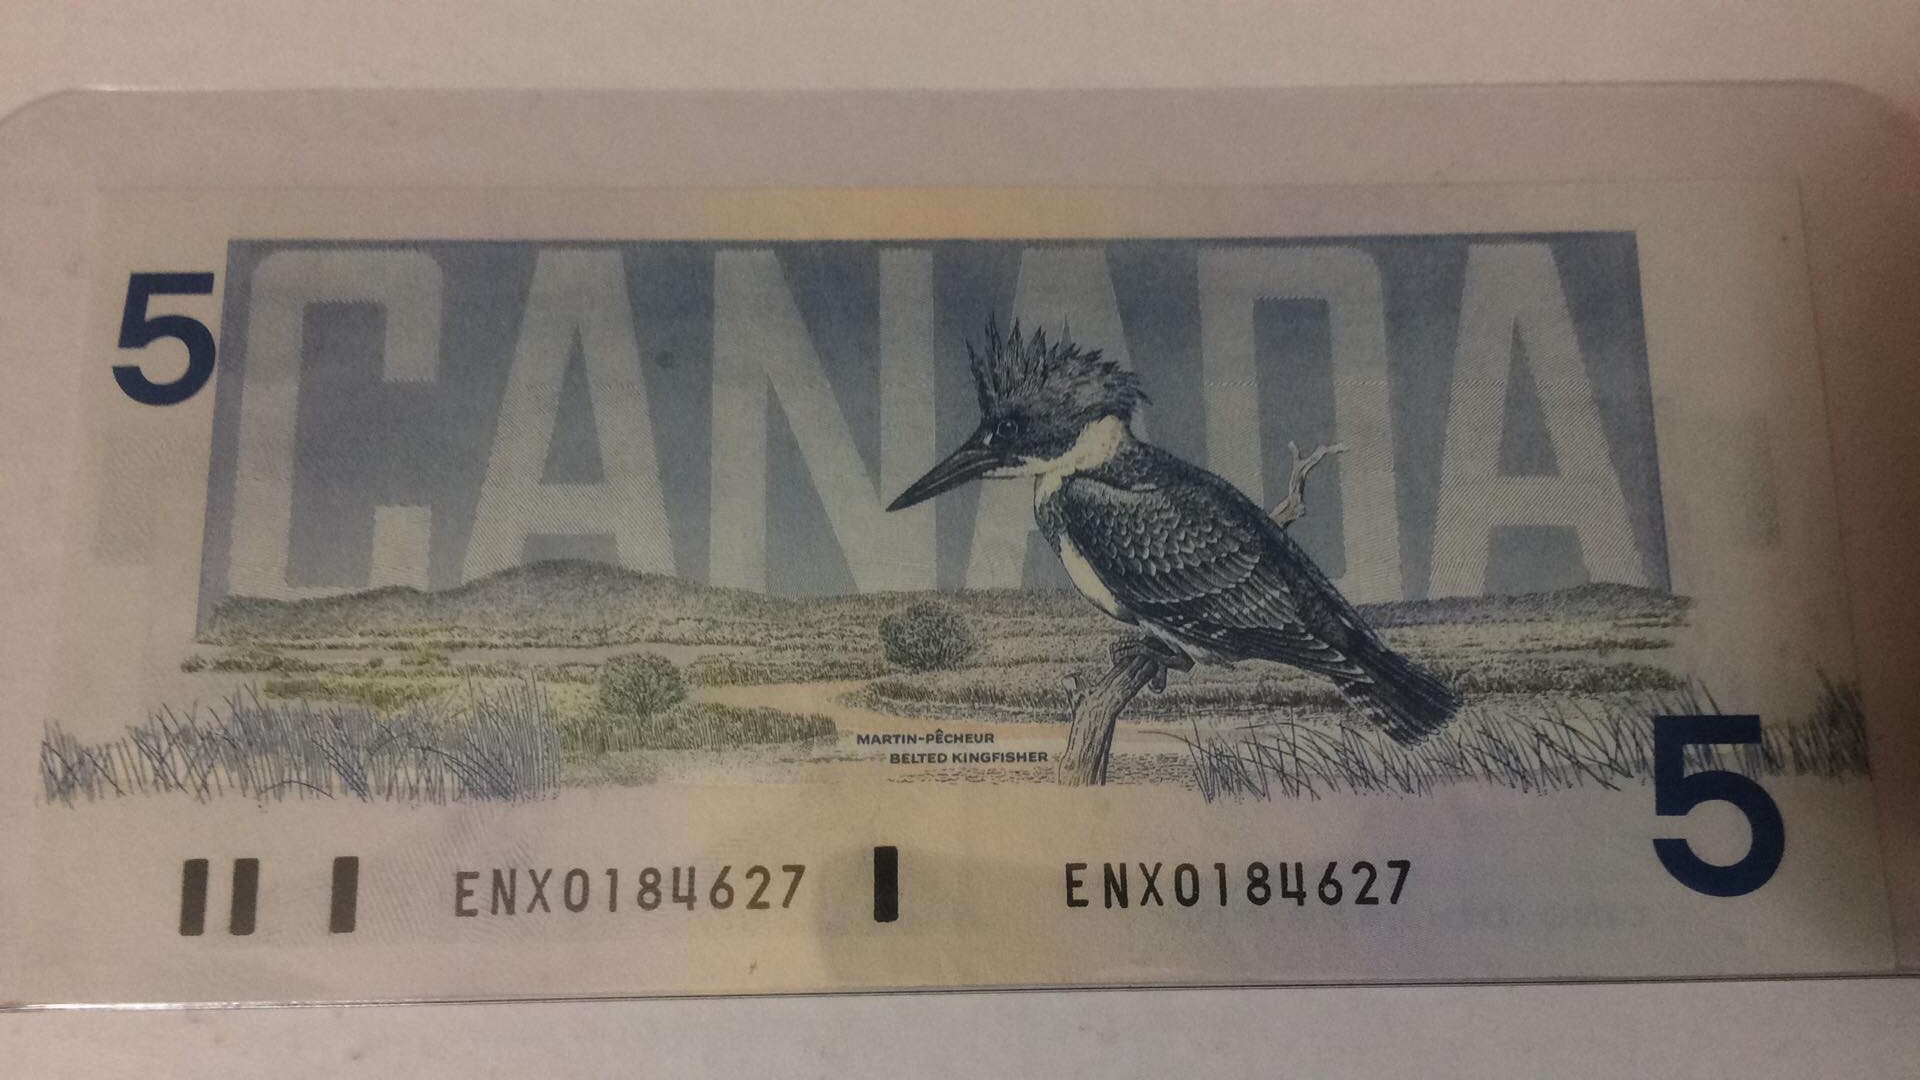 5
CANADA
MARTIN-PÊCHEUR
BELTED KINGFISHER
5
ENX0184627 ENX0184627